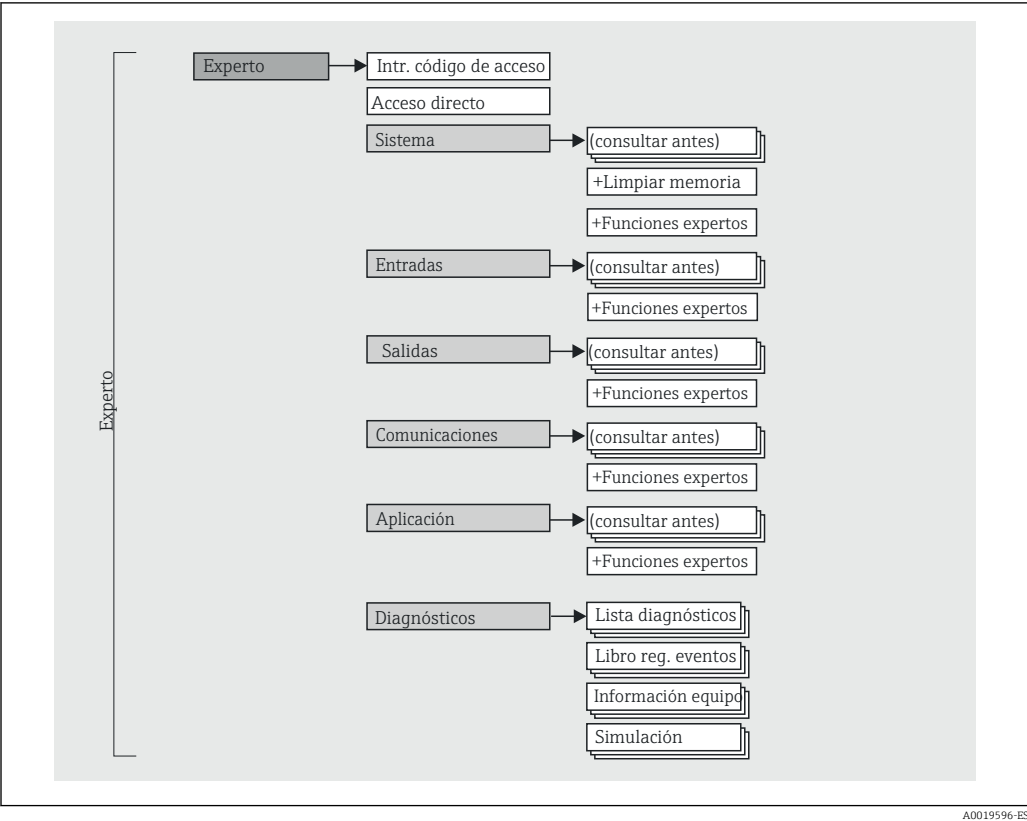 Experto
Intr. código de acceso
Acceso directo
Sistema
(consultar antes)
+Limpiar memoria
+Funciones expertos
Entradas
(consultar antes)
+Funciones expertos
Salidas
(consultar antes)
+Funciones expertos
Experto
Comunicaciones
(consultar antes)
+Funciones expertos
Aplicación
(consultar antes)
+Funciones expertos
Diagnósticos
Lista diagnósticos
Libro reg. eventos
Información equipo
Simulación
A0019596-ES